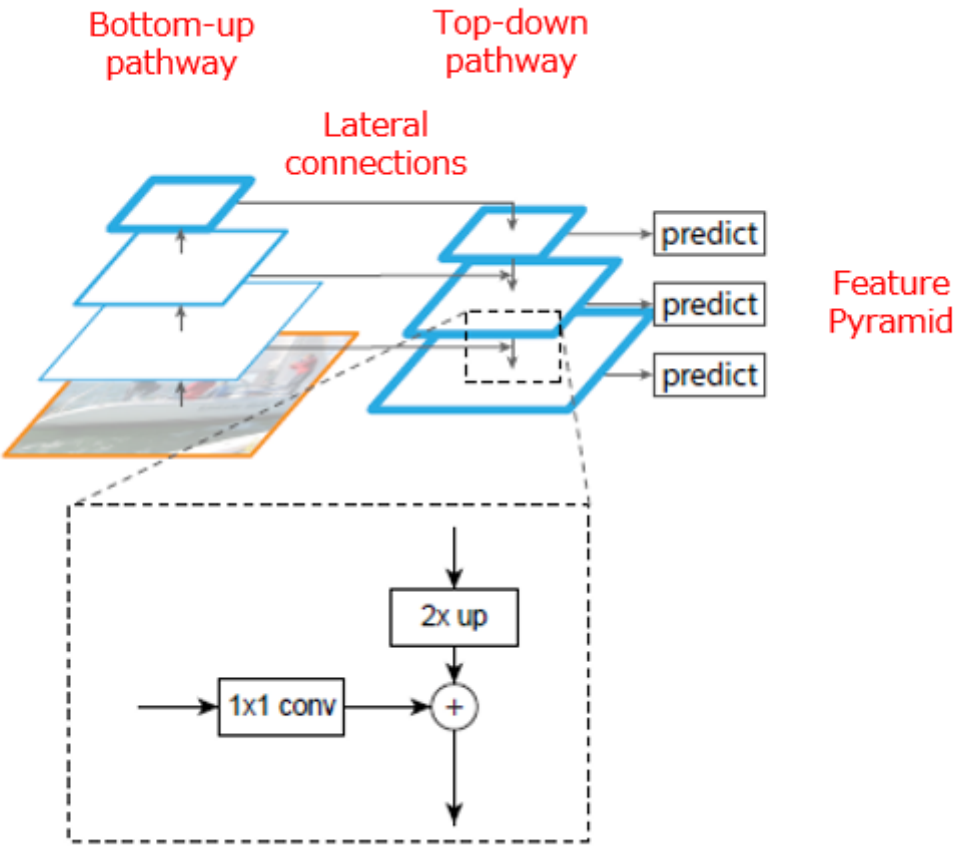 Bottom-up
pathway
Top-down
pathway
Lateral
connections
predict
predict
predict
Feature
Pyramid
2x up
1x1 conv
+